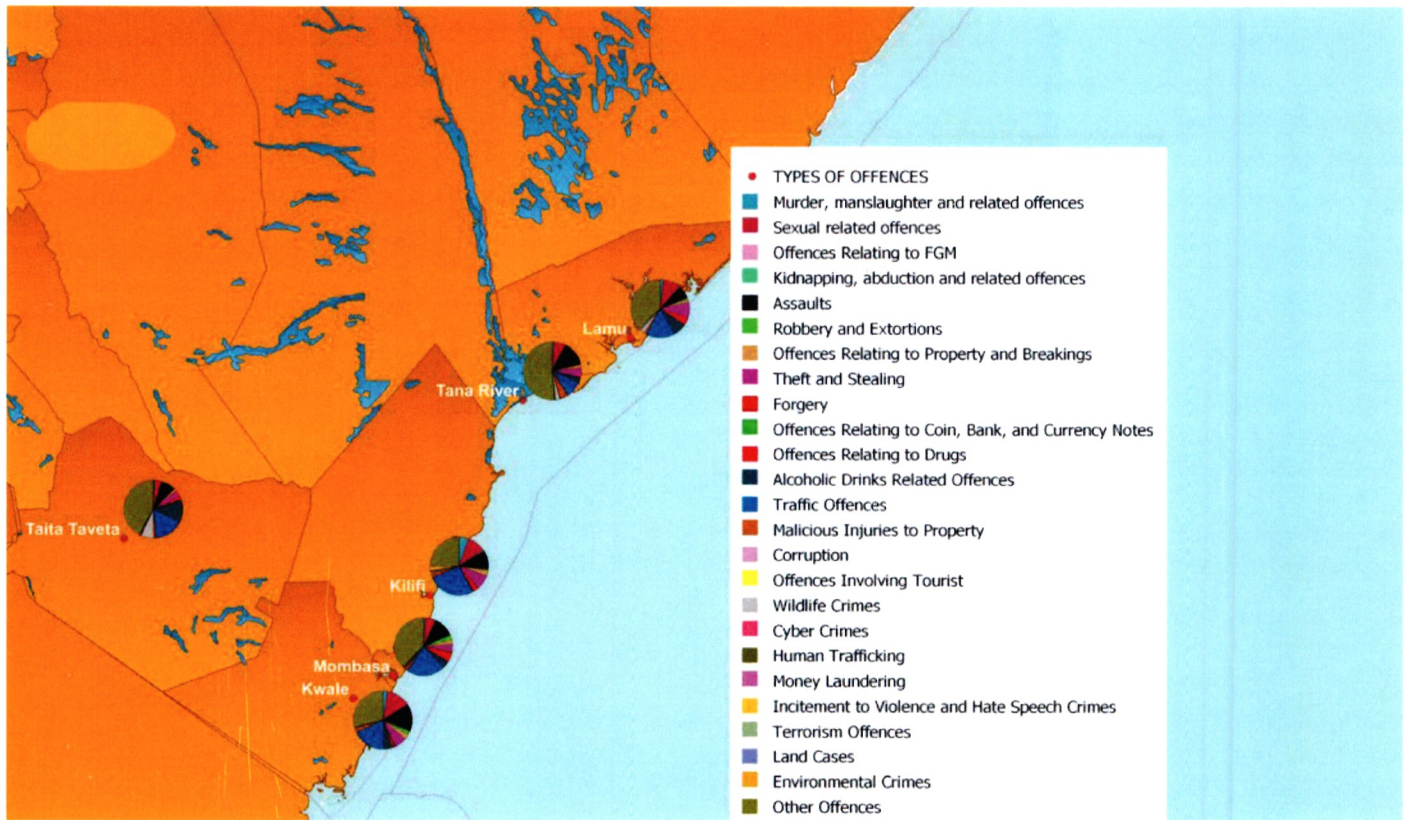 TYPES OF OFFENCES
Murder, manslaughter and related offences
Sexual related offences
Offences Relating to FGM
Kidnapping, abduction and related offences
Assaults
Robbery and Extortions
Offences Relating to Property and Breakings
Theft and Stealing
Forgery
Offences Relating to Coin, Bank, and Currency Notes
Offences Relating to Drugs
Alcoholic Drinks Related Offences
Traffic Offences
Malicious Injuries to Property
Corruption
Offences Involving Tourist
Wildlife Crimes
Cyber Crimes
Human Trafficking
Money Laundering
Incitement to Violence and Hate Speech Crimes
Terrorism Offences
Land Cases
Environmental Crimes
Other Offences
Lamu
Tana River
Taita Taveta
Kilifi
Mombasa
Kwale